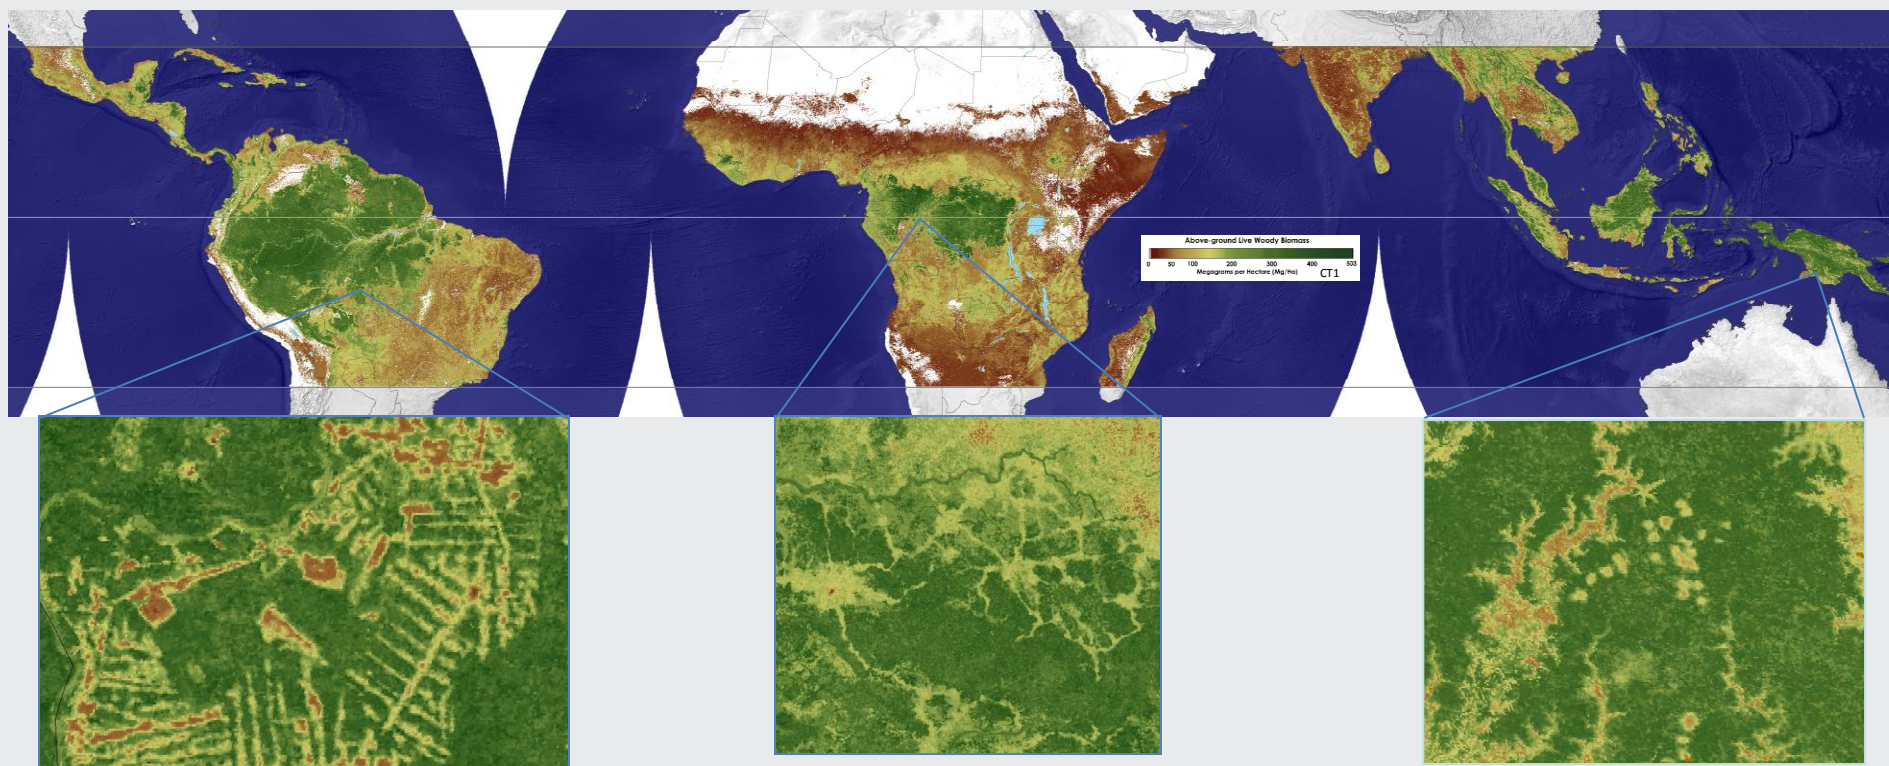 Above-ground Live Woody Biomass
0 50 100 200 300 400 503
Megagrams per Hectare (Mg/Ha) CT1